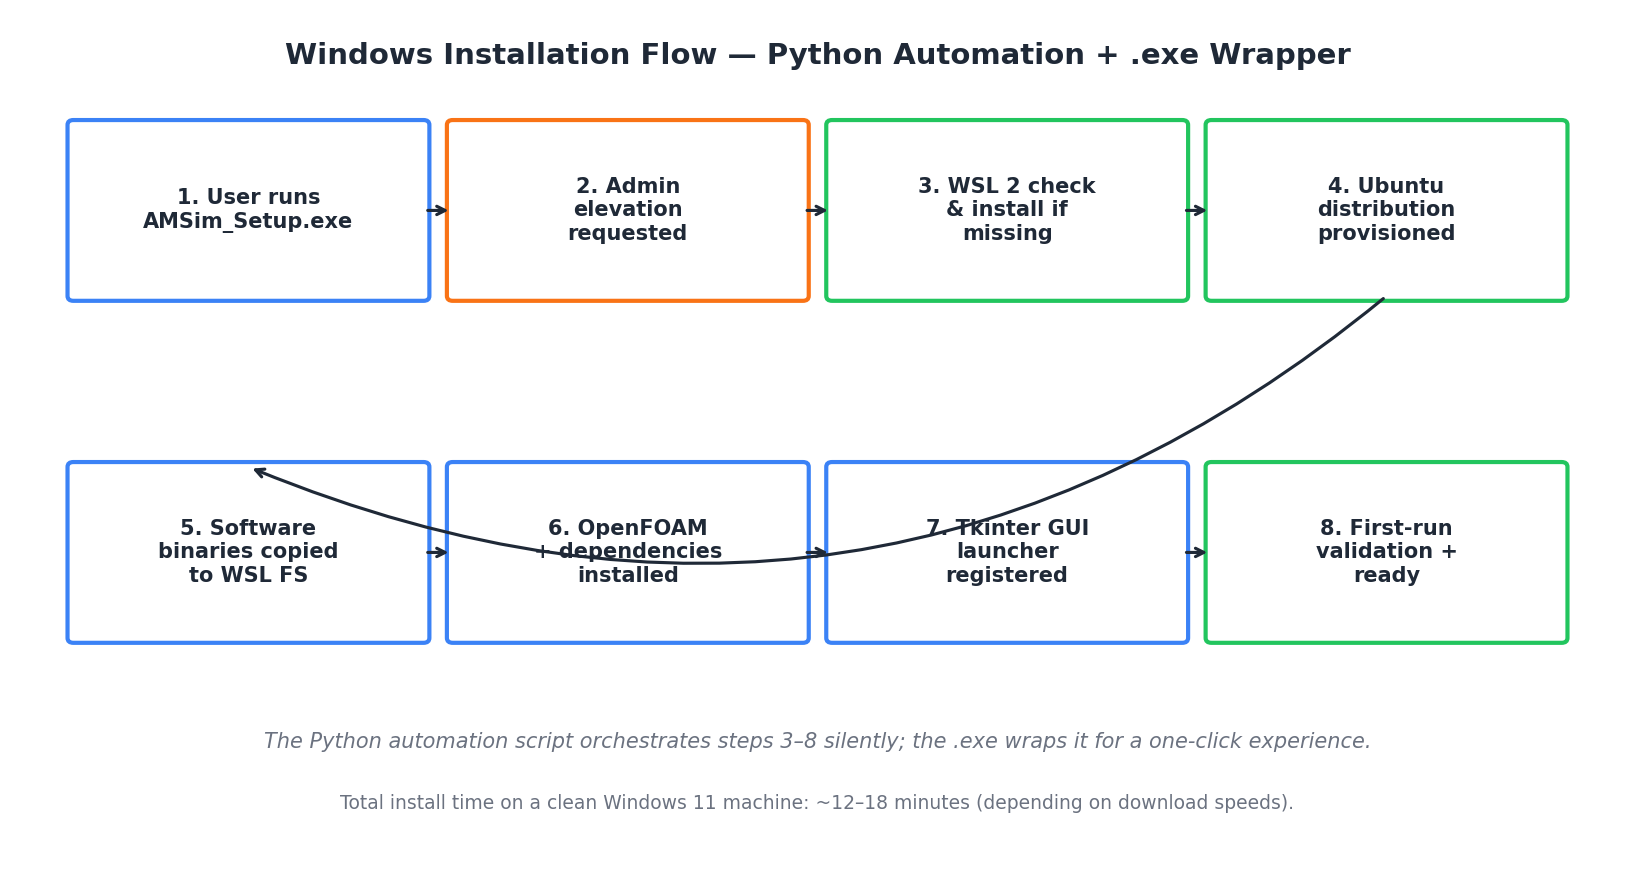 Windows Installation Flow — Python Automation + .exe Wrapper
1. User runs
AMSim_Setup.exe
2. Admin
elevation
requested
3. WSL 2 check
& install if
missing
4. Ubuntu
distribution
provisioned
5. Software
binaries copied
to WSL FS
6. OpenFOAM
+ dependencies
installed
7. Tkinter GUI
launcher
registered
8. First-run
validation +
ready
The Python automation script orchestrates steps 3–8 silently; the .exe wraps it for a one-click experience.
Total install time on a clean Windows 11 machine: ~12–18 minutes (depending on download speeds).